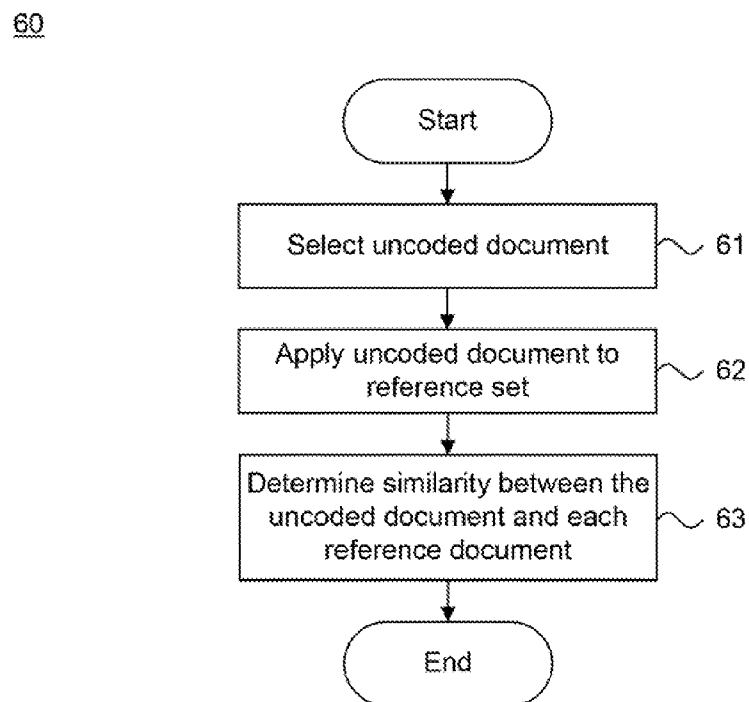 60
Start
Select uncoded document
61
Apply uncoded document to
reference set
62
Determine similarity between the
uncoded document and each
reference document
63
End